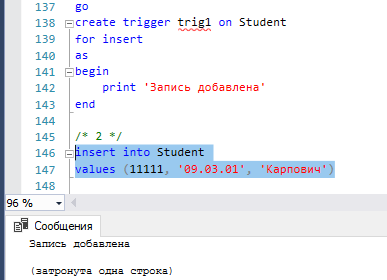 137 go
138 create trigger trig1 on Student
139 for insert
140 as
141 begin
142 print 'Запись добавлена'
143 end
144
145 /* 2 */
146 insert into Student
147 values (11111, '09.03.01', 'Карпович')
148
96 %
Сообщения
Запись добавлена
(затронута одна строка)